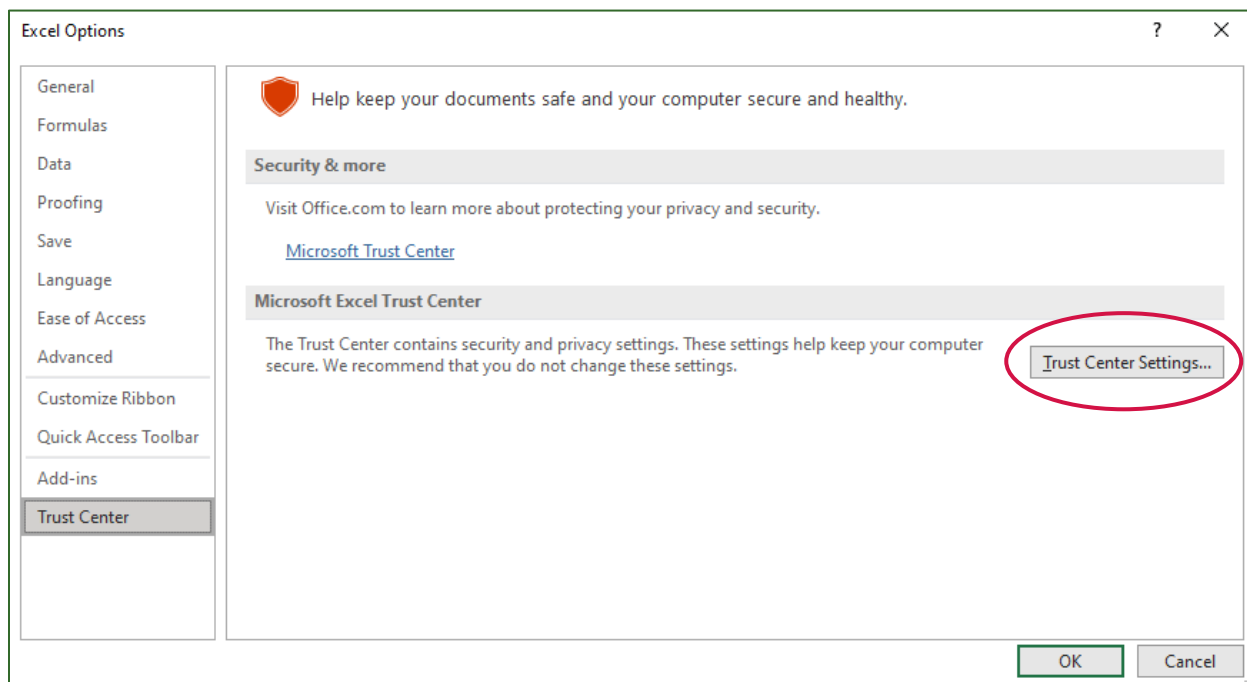 Excel Options
?
General
Formulas
Data
Proofing
Save
Language
Ease of Access
Advanced
Customize Ribbon
Quick Access Toolbar
Add-ins
Trust Center
Help keep your documents safe and your computer secure and healthy.
Security & more
Visit Office.com to learn more about protecting your privacy and security.
Microsoft Trust Center
Microsoft Excel Trust Center
The Trust Center contains security and privacy settings. These settings help keep your computer
secure. We recommend that you do not change these settings.
Trust Center Settings...
OK
Cancel